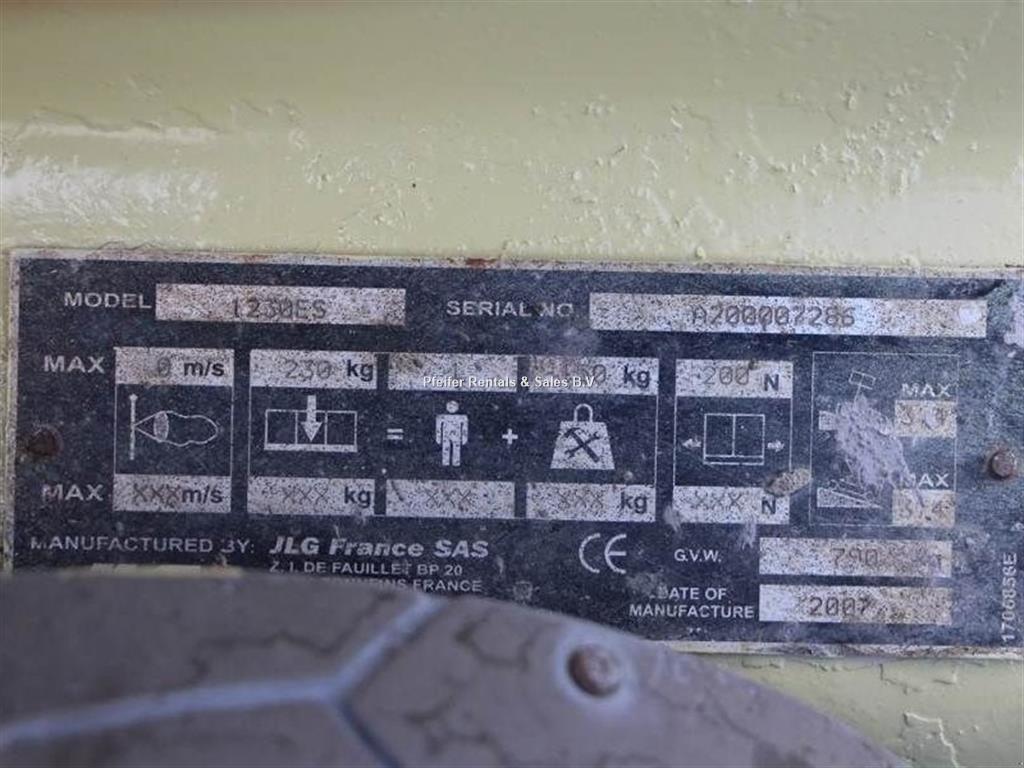 MODEL 1230ES SERIAL NO A200007286
MAX 0 m/s 230 kg kg 200 N
Pfeifer Rentals & Sales B.V.
MAX
= +
MAX XXX m/s XXX kg XXX XXX kg XXX N
MAX
MANUFACTURED BY: JLG France SAS
Z.I. DE FAUILLET BP 20
FRANCE
CE
G.V.W. 790
DATE OF
MANUFACTURE 2007
1706858E